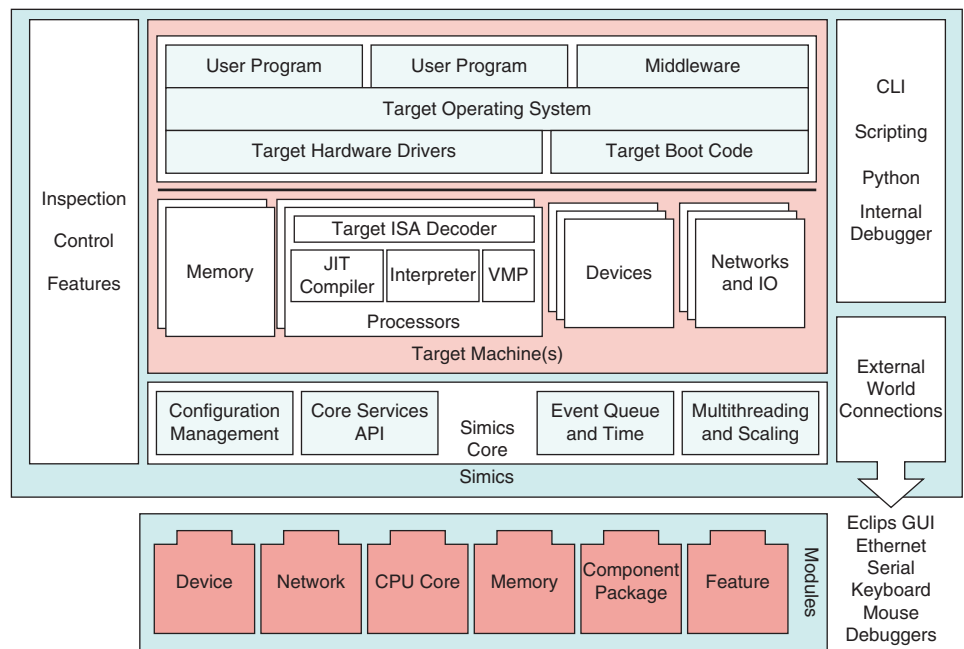 Inspection
Control
Features
User Program
User Program
Middleware
Target Operating System
Target Hardware Drivers
Target Boot Code
Memory
Target ISA Decoder
JIT
Compiler
Interpreter
VMP
Processors
Devices
Networks
and IO
Target Machine(s)
Configuration
Management
Core Services
API
Simics
Core
Event Queue
and Time
Multithreading
and Scaling
Simics
CLI
Scripting
Python
Internal
Debugger
External
World
Connections
Eclips GUI
Ethernet
Serial
Keyboard
Mouse
Debuggers
Device
Network
CPU Core
Memory
Component
Package
Feature
Modules